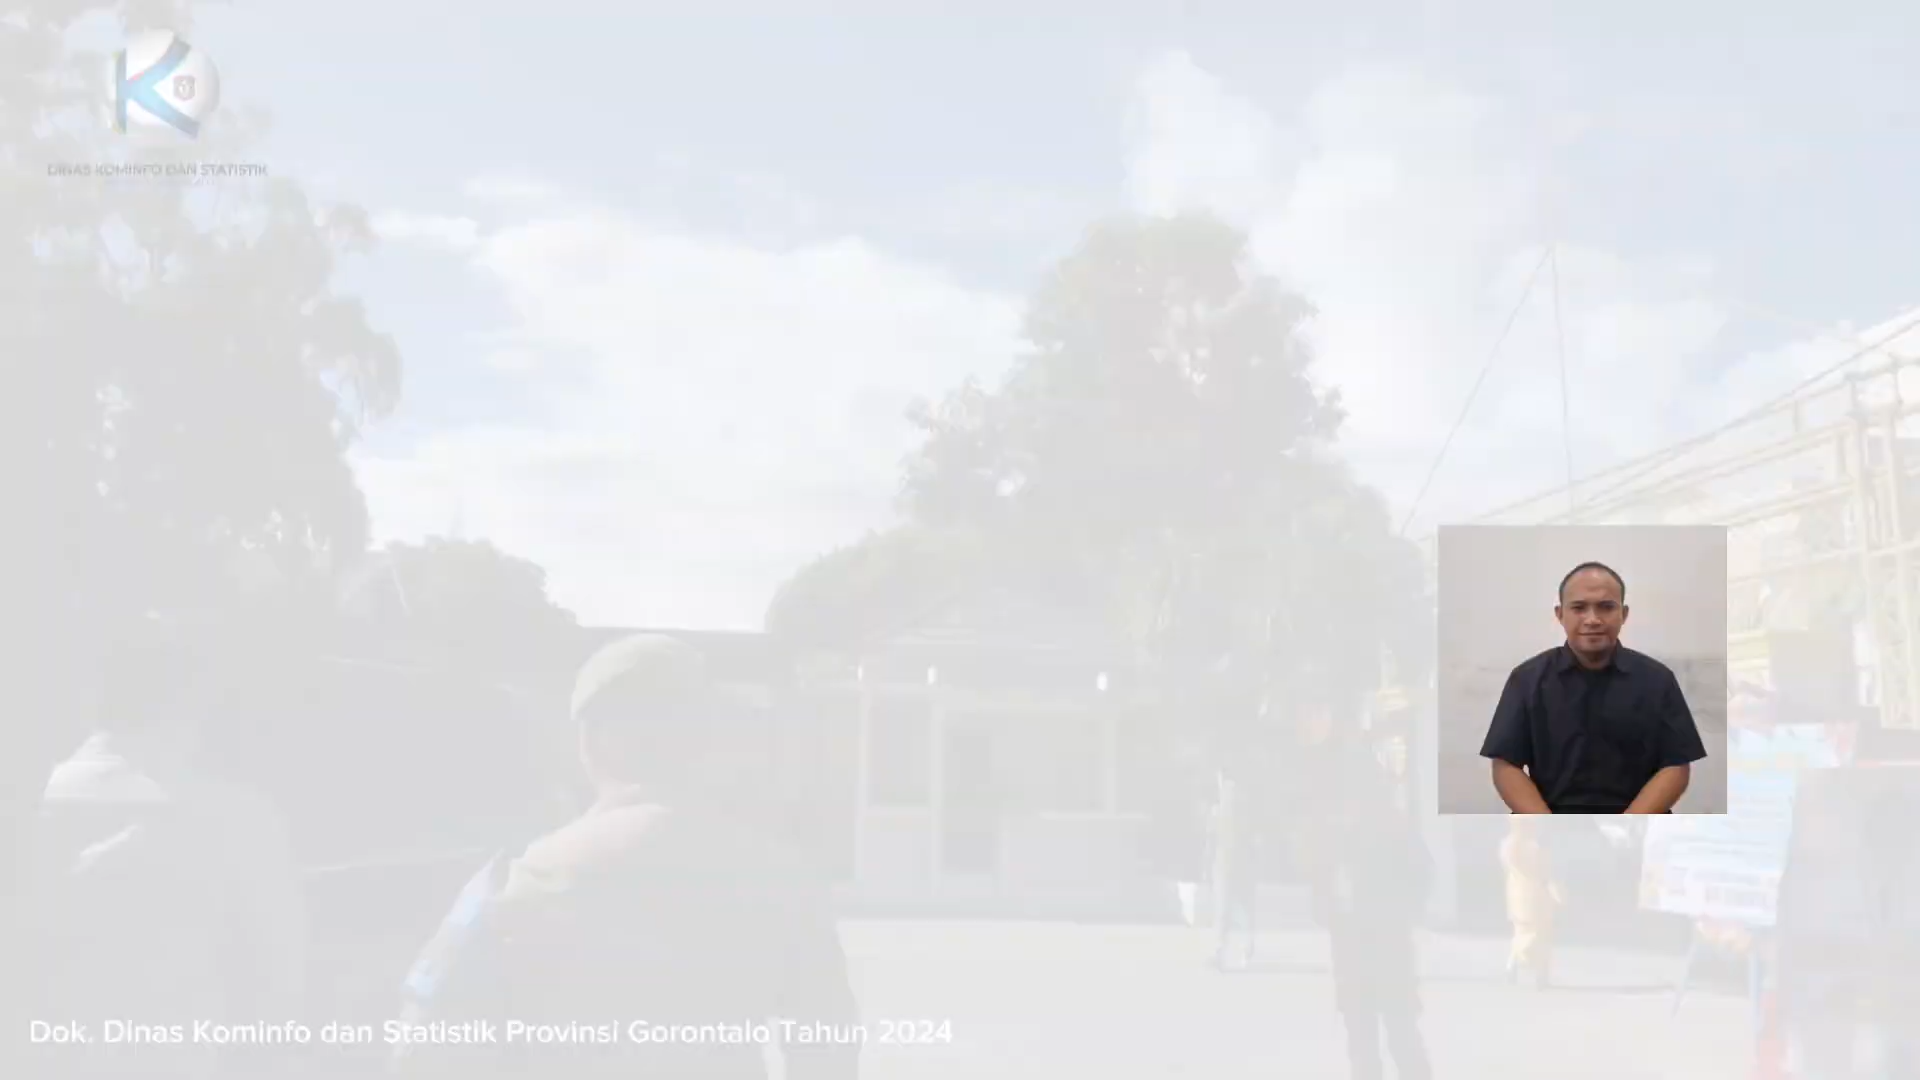 DINAS KOMINFO DAN STATISTIK
Dok. Dinas Kominfo dan Statistik Provinsi Gorontalo Tahun 2024